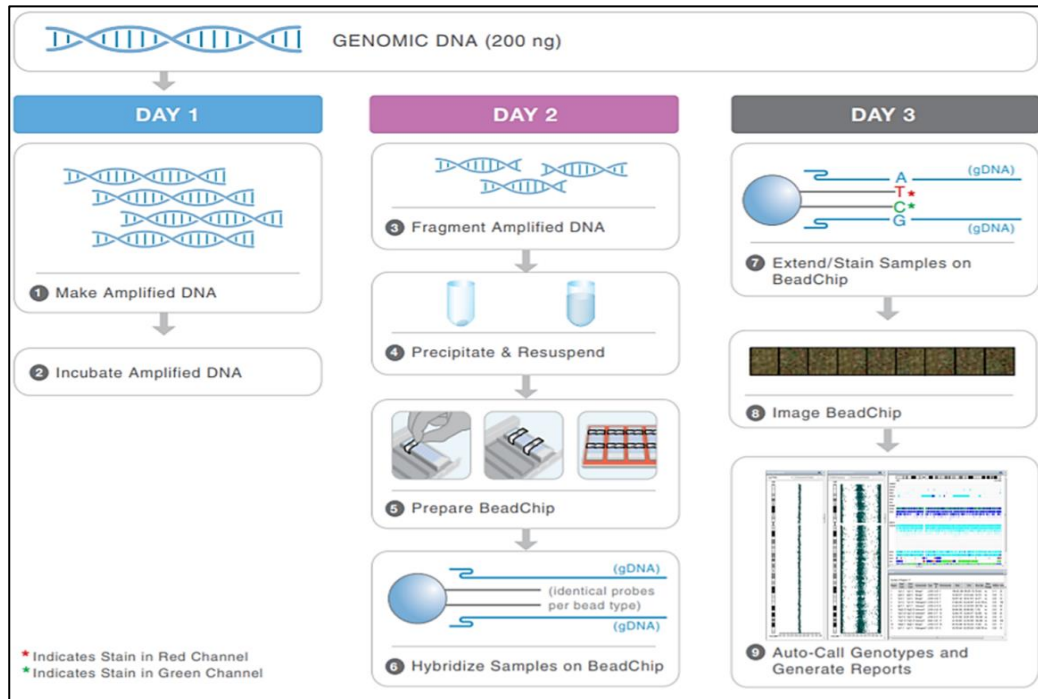 GENOMIC DNA (200 ng)
DAY 1
1 Make Amplified DNA
2 Incubate Amplified DNA
* Indicates Stain in Red Channel
* Indicates Stain in Green Channel
DAY 2
3 Fragment Amplified DNA
4 Precipitate & Resuspend
5 Prepare BeadChip
(gDNA)
(identical probes
per bead type)
(gDNA)
6 Hybridize Samples on BeadChip
DAY 3
(gDNA)
A
T*
C*
G
(gDNA)
7 Extend/Stain Samples on
BeadChip
8 Image BeadChip
9 Auto-Call Genotypes and
Generate Reports